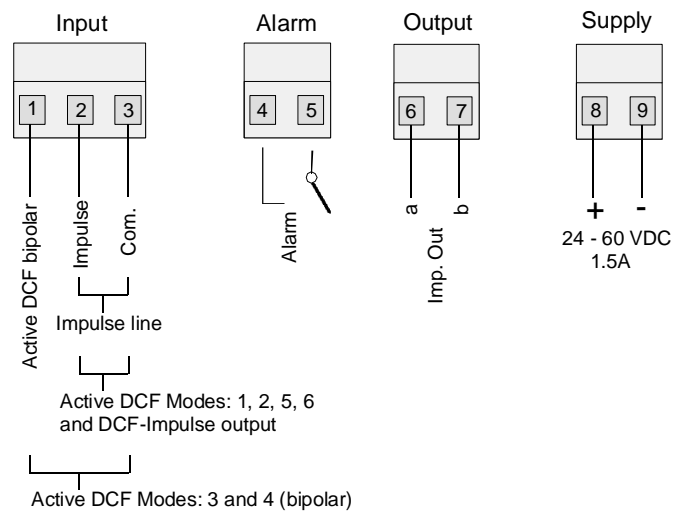 Input
Alarm
Output
Supply
1
2
3
4
5
6
7
8
9
Active DCF bipolar
Impulse
Com.
Alarm
a
b
Imp. Out
+
-
24 - 60 VDC
1.5A
Impulse line
Active DCF Modes: 1, 2, 5, 6
and DCF-Impulse output
Active DCF Modes: 3 and 4 (bipolar)